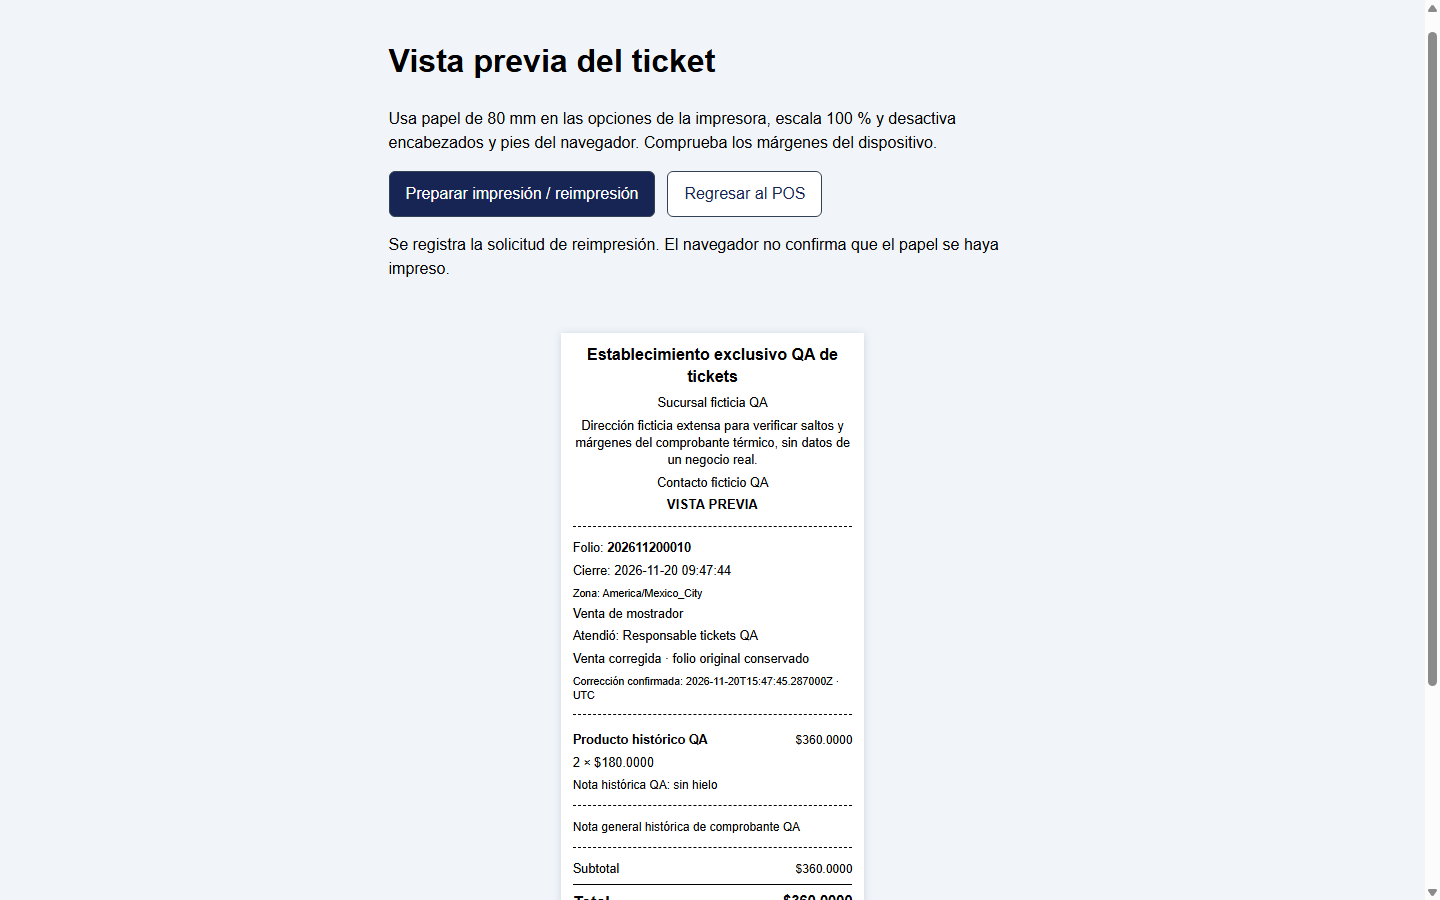 Vista previa del ticket
Usa papel de 80 mm en las opciones de la impresora, escala 100 % y desactiva
encabezados y pies del navegador. Comprueba los márgenes del dispositivo.
Preparar impresión / reimpresión
Regresar al POS
Se registra la solicitud de reimpresión. El navegador no confirma que el papel se haya
impreso.
Establecimiento exclusivo QA de
tickets
Sucursal ficticia QA
Dirección ficticia extensa para verificar saltos y
márgenes del comprobante térmico, sin datos de
un negocio real.
Contacto ficticio QA
VISTA PREVIA
Folio: 202611200010
Cierre: 2026-11-20 09:47:44
Zona: America/Mexico_City
Venta de mostrador
Atendió: Responsable tickets QA
Venta corregida · folio original conservado
Corrección confirmada: 2026-11-20T15:47:45.287000Z ·
UTC
Producto histórico QA $360.0000
2 × $180.0000
Nota histórica QA: sin hielo
Nota general histórica de comprobante QA
Subtotal $360.0000
Total $360.0000